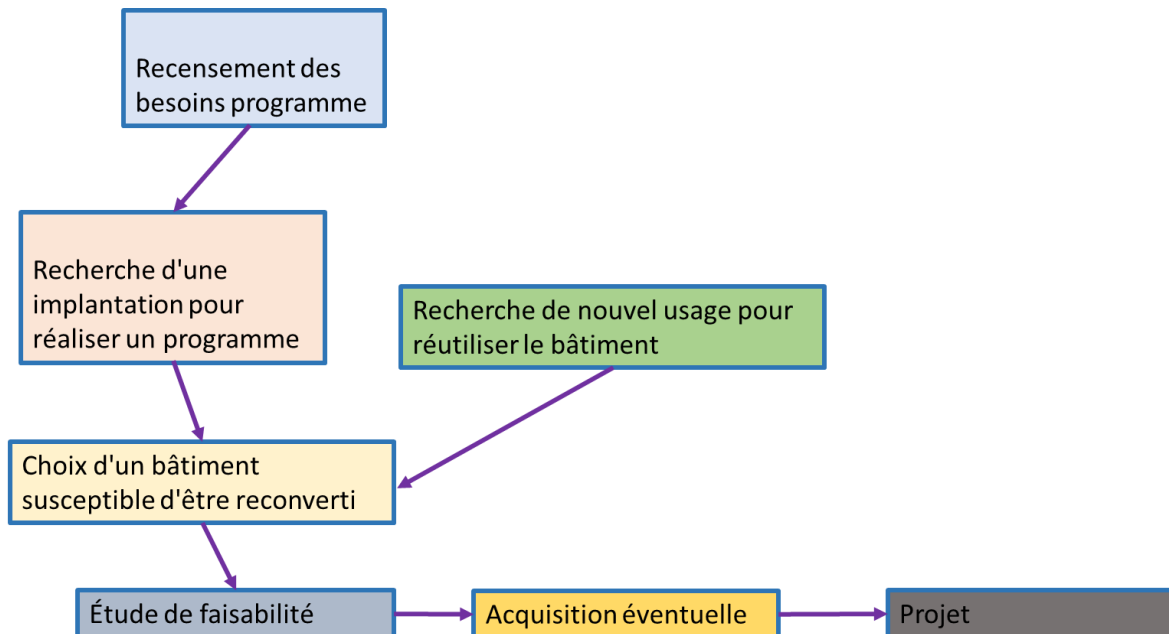 Recensement des
besoins programme
Recherche d'une
implantation pour
réaliser un programme
Recherche de nouvel usage pour
réutiliser le bâtiment
Choix d'un bâtiment
susceptible d'être reconverti
Étude de faisabilité
Acquisition éventuelle
Projet